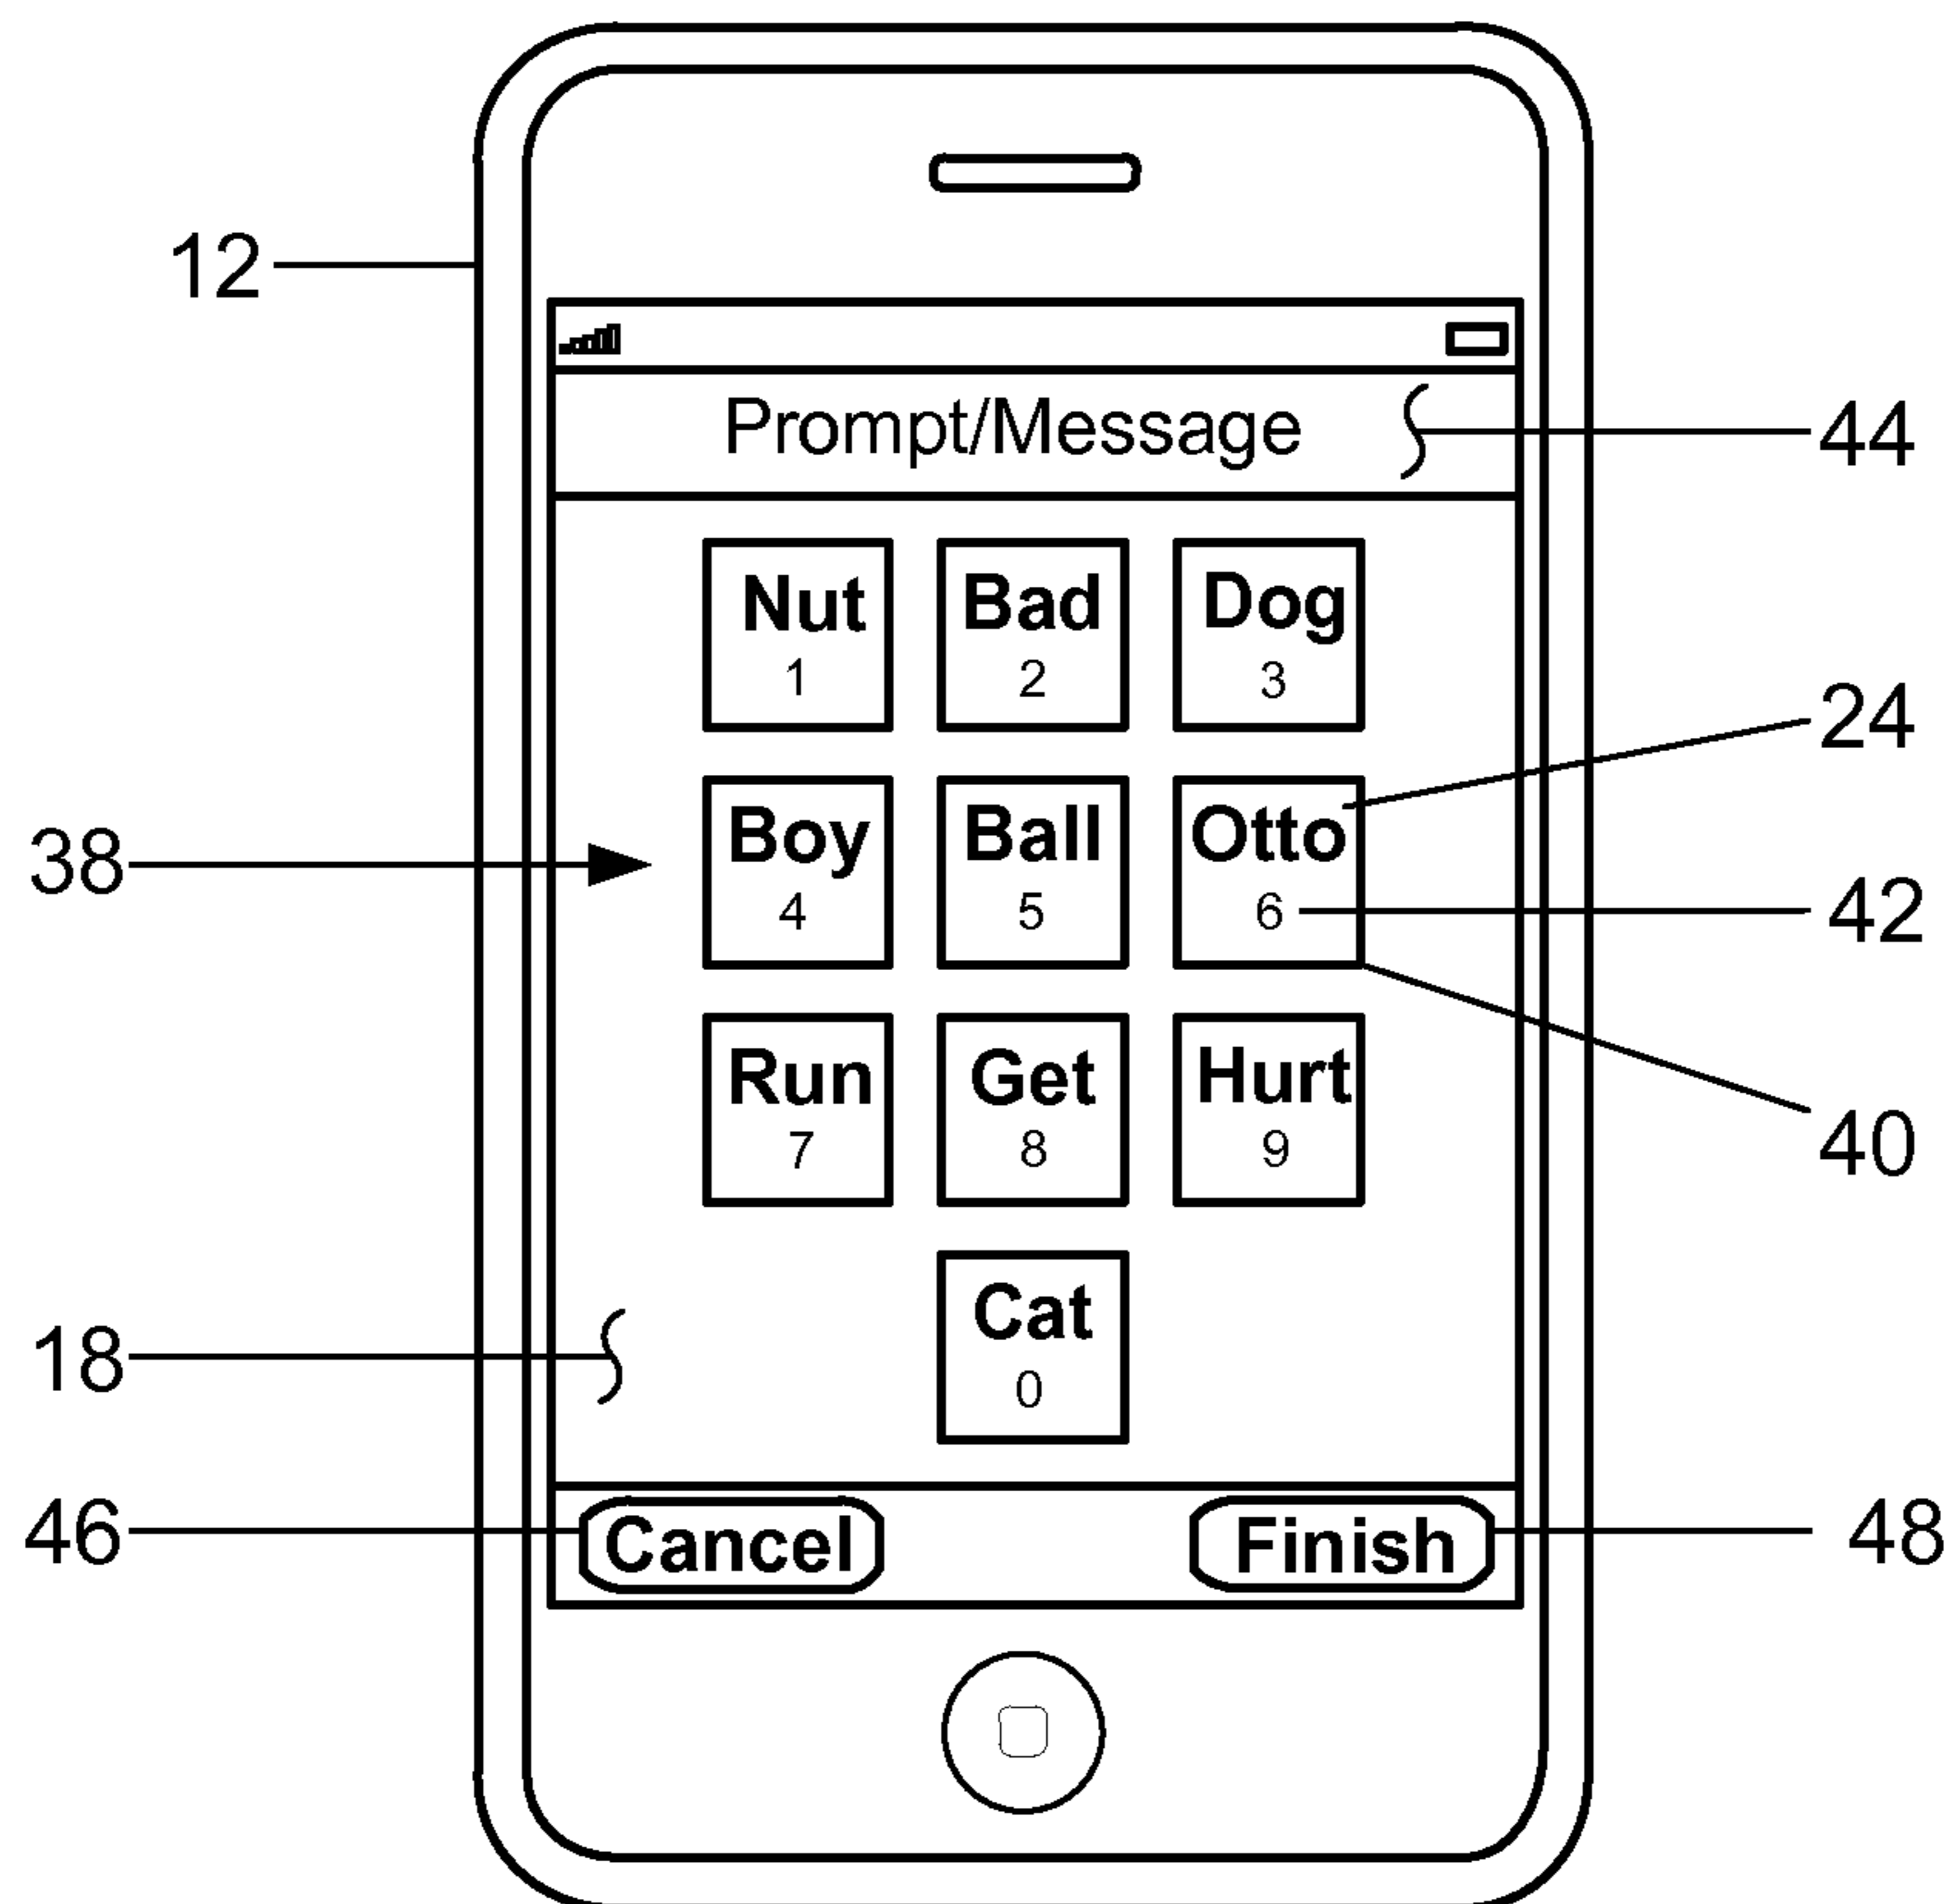 12
Prompt/Message
44
Nut Bad Dog
1 2 3
24
Boy Ball Otto
38
4 5 6
42
Run Get Hurt
7 8 9
40
Cat
18
0
46
Cancel Finish
48